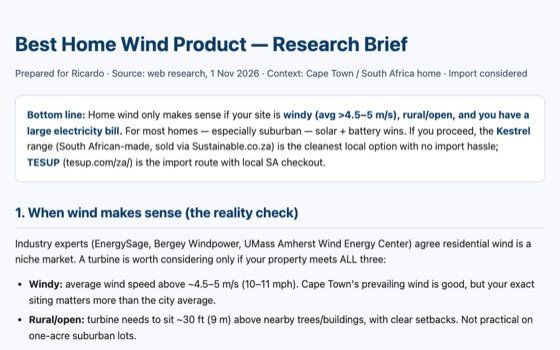 Best Home Wind Product — Research Brief
Prepared for Ricardo · Source: web research, 1 Nov 2026 · Context: Cape Town / South Africa home · Import considered
Bottom line: Home wind only makes sense if your site is windy (avg >4.5–5 m/s), rural/open, and you have a
large electricity bill. For most homes — especially suburban — solar + battery wins. If you proceed, the Kestrel
range (South African-made, sold via Sustainable.co.za) is the cleanest local option with no import hassle;
TESUP (tesup.com/za/) is the import route with local SA checkout.
1. When wind makes sense (the reality check)
Industry experts (EnergySage, Bergey Windpower, UMass Amherst Wind Energy Center) agree residential wind is a
niche market. A turbine is worth considering only if your property meets ALL three:
• Windy: average wind speed above ~4.5–5 m/s (10–11 mph). Cape Town's prevailing wind is good, but your exact
siting matters more than the city average.
• Rural/open: turbine needs to sit ~30 ft (9 m) above nearby trees/buildings, with clear setbacks. Not practical on
one-acre suburban lots.